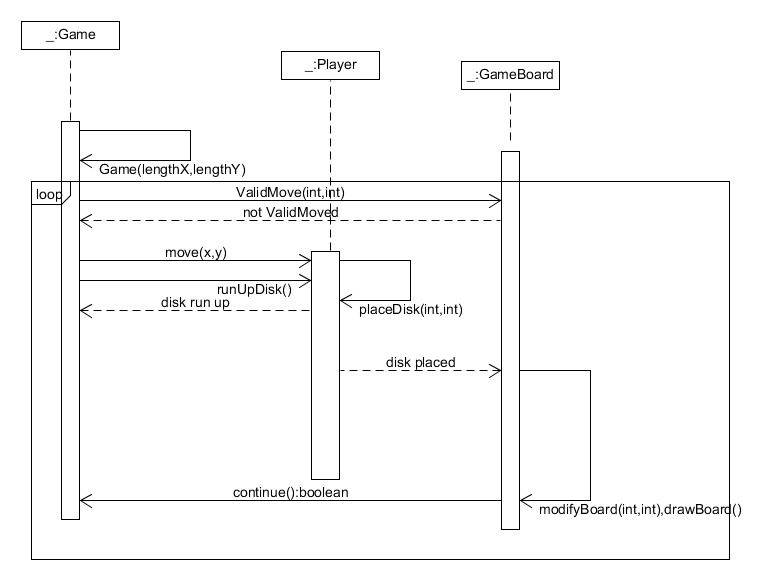 _:Game
_:Player
_:GameBoard
Game(lengthX,lengthY)
loop
ValidMove(int,int)
not ValidMoved
move(x,y)
runUpDisk()
disk run up
placeDisk(int,int)
disk placed
continue():boolean
modifyBoard(int,int),drawBoard()